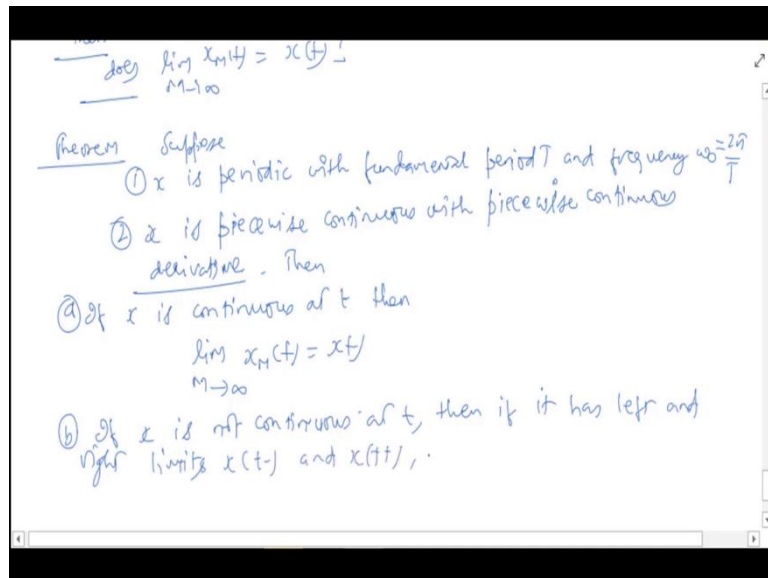 does lim xₘ(t) = x(t)?
M→∞
Theorem Suppose
① x is periodic with fundamental period T and frequency ω₀ = 2π/T
② x is piecewise continuous with piecewise continuous
derivative. Then
ⓐ If x is continuous at t then
lim xₘ(t) = x(t)
M→∞
ⓑ If x is not continuous at t, then if it has left and
right limits x(t-) and x(t+), .